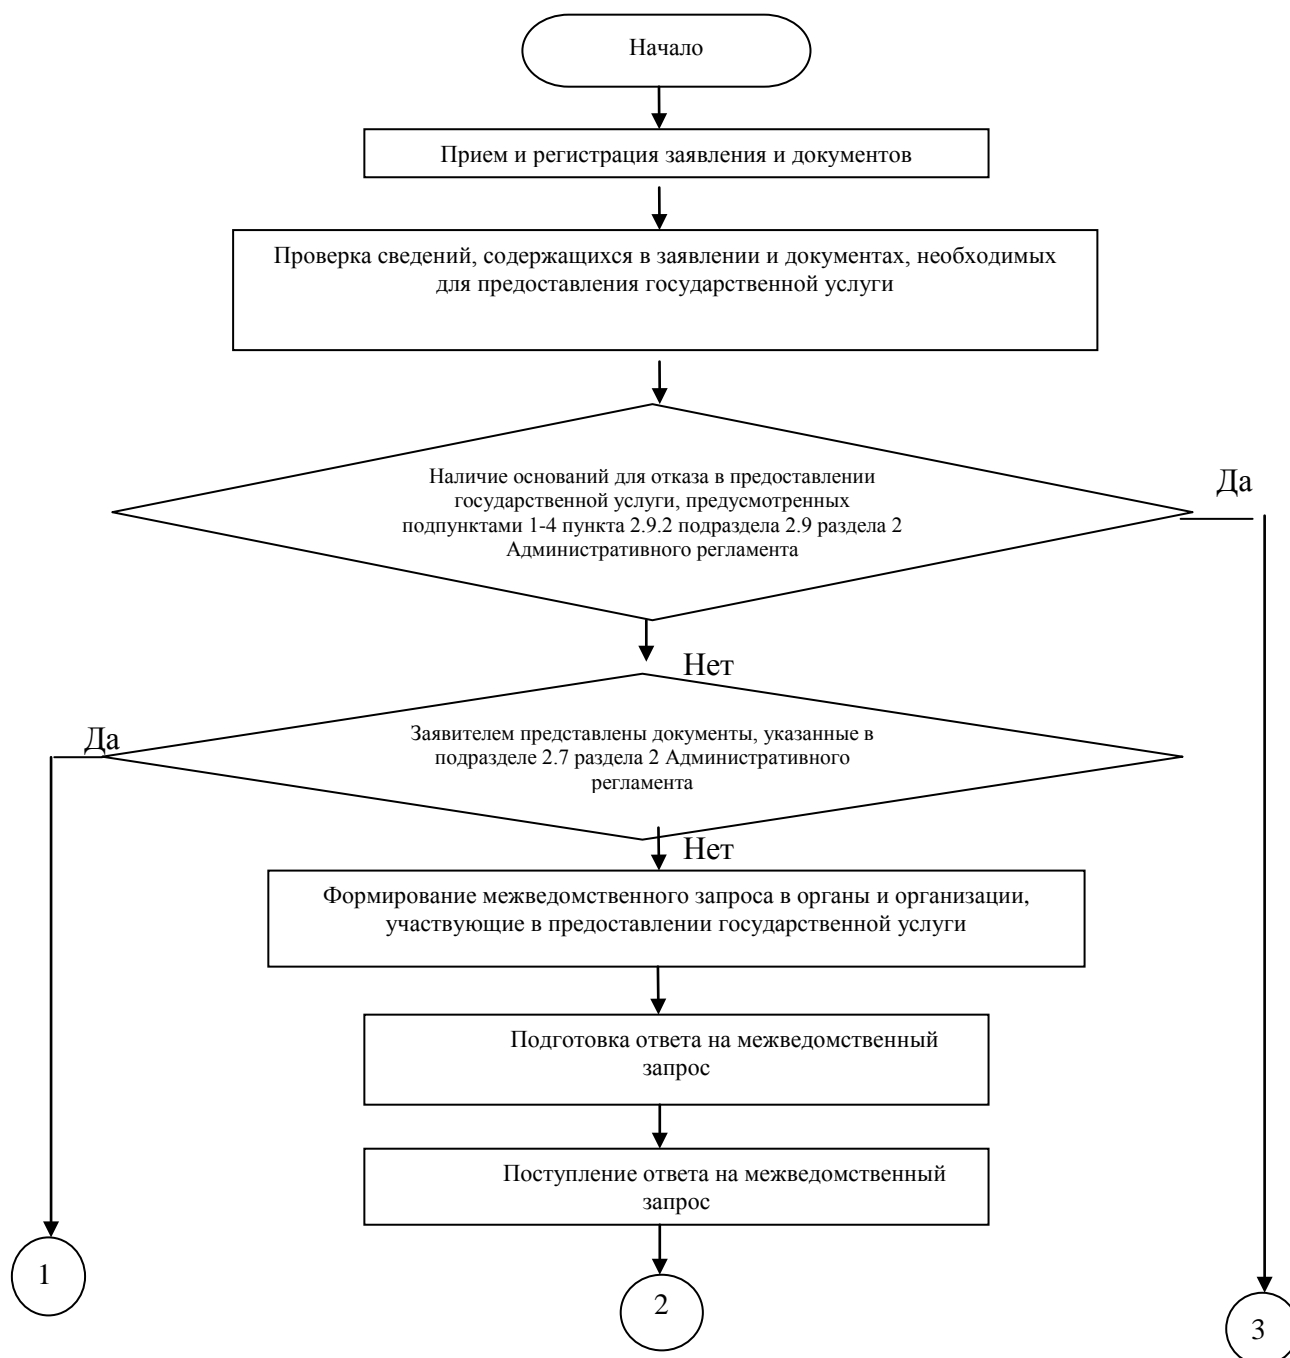 Начало
Прием и регистрация заявления и документов
Проверка сведений, содержащихся в заявлении и документах, необходимых
для предоставления государственной услуги
Наличие оснований для отказа в предоставлении
государственной услуги, предусмотренных
подпунктами 1-4 пункта 2.9.2 подраздела 2.9 раздела 2
Административного регламента
Да
Нет
Да
Заявителем представлены документы, указанные в
подразделе 2.7 раздела 2 Административного
регламента
Нет
Формирование межведомственного запроса в органы и организации,
участвующие в предоставлении государственной услуги
Подготовка ответа на межведомственный
запрос
Поступление ответа на межведомственный
запрос
1
2
3